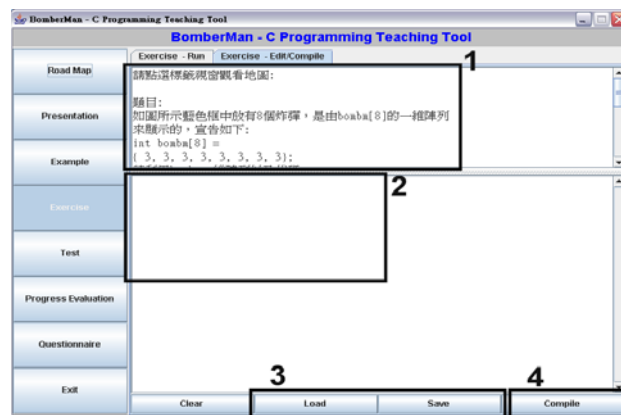 BomberMan - C Programming Teaching Tool
BomberMan - C Programming Teaching Tool
Exercise - Run
Exercise - Edit/Compile
1
Road Map
Presentation
Example
Exercise
Test
Progress Evaluation
Questionnaire
Exit
請點選標籤視窗觀看地圖:
題目:
如圖所示藍色框中放有8個炸彈，是由bombm[8]的一維陣列
來顯示的，宣告如下:
int bombm[8] =
{ 3, 3, 3, 3, 3, 3, 3, 3};
2
3
4
Clear
Load
Save
Compile